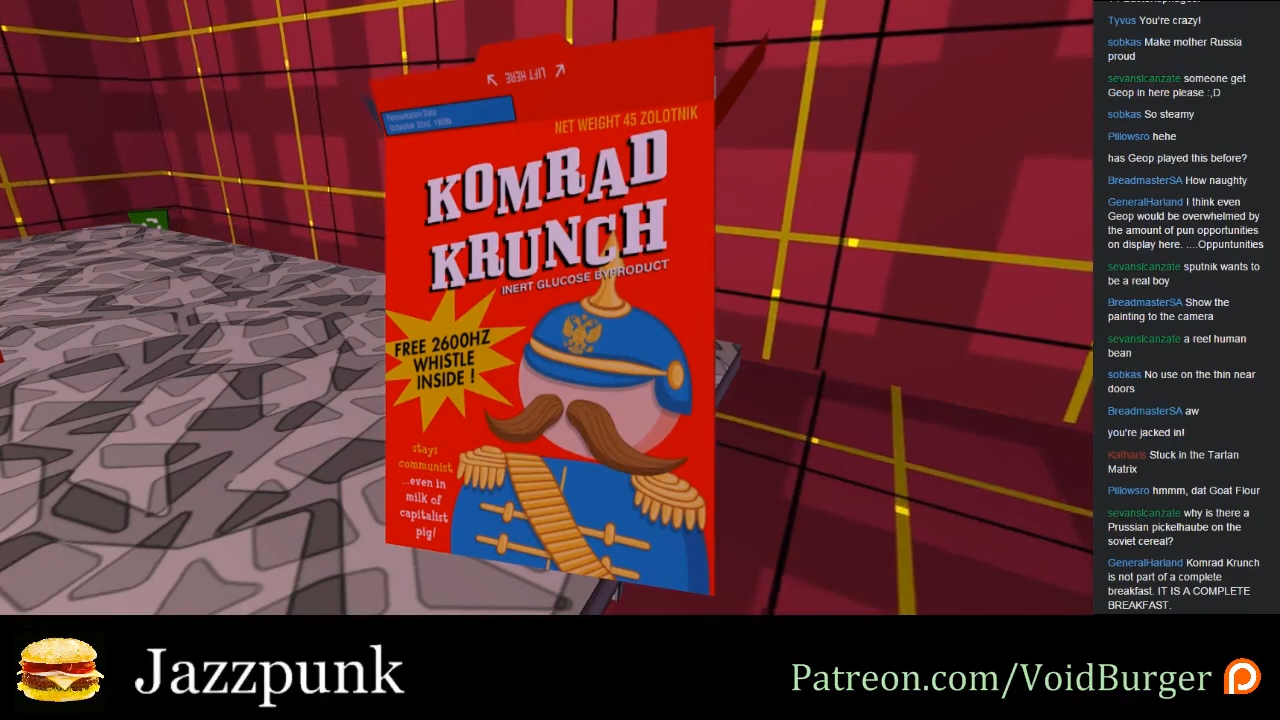 LIFT HERE
Fermentation Date
NET WEIGHT 45 ZOLOTNIK
KOMRAD
KRUNCH
INERT GLUCOSE BYPRODUCT
FREE 2600HZ
WHISTLE
INSIDE !
stays
communist
...even in
milk of
capitalist
pig!
Tyvus You're crazy!
sobkas Make mother Russia
proud
sevansicanzate someone get
Geop in here please :,D
sobkas So steamy
Pillowsro hehe
has Geop played this before?
BreadmasterSA How naughty
GeneralHarland I think even
Geop would be overwhelmed by
the amount of pun opportunities
on display here. ....Oppuntunities
sevansicanzate sputnik wants to
be a real boy
BreadmasterSA Show the
painting to the camera
sevansicanzate a reel human
bean
sobkas No use on the thin near
doors
BreadmasterSA aw
you're jacked in!
Katharis Stuck in the Tartan
Matrix
Pillowsro hmmm, dat Goat Flour
sevansicanzate why is there a
Prussian pickelhaube on the
soviet cereal?
GeneralHarland Komrad Krunch
is not part of a complete
breakfast. IT IS A COMPLETE
BREAKFAST.
Jazzpunk
Patreon.com/VoidBurger